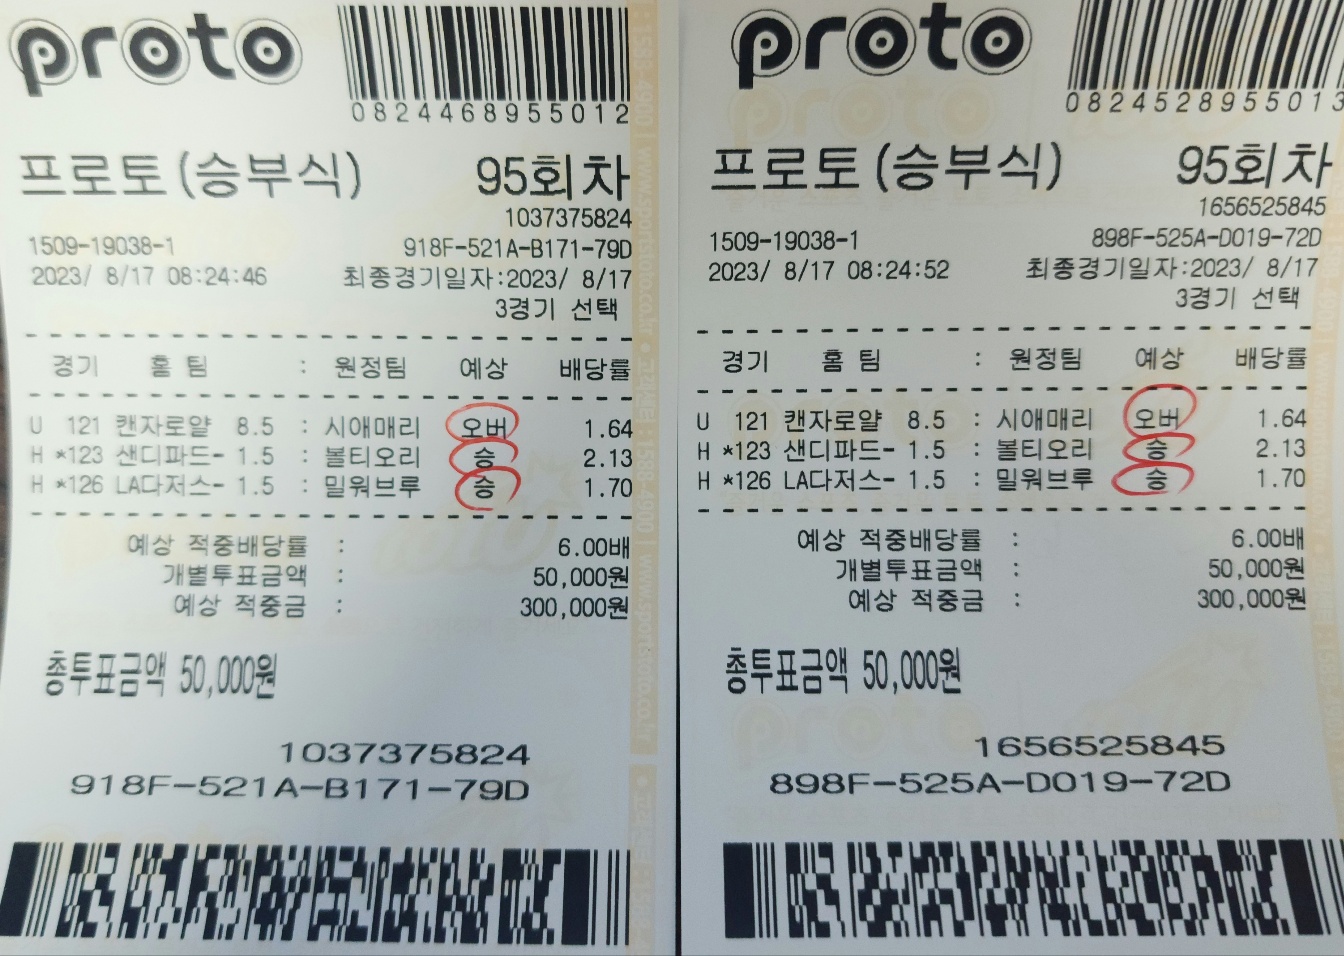 proto
0824468955012
프로토(승부식) 95회차
1037375824
1509-19038-1 918F-521A-B171-79D
2023/ 8/17 08:24:46 최종경기일자:2023/ 8/17
3경기 선택
경기 홈 팀 : 원정팀 예상 배당률
U 121 캔자로얄 8.5 : 시애매리 오버 1.64
H *123 샌디파드- 1.5 : 볼티오리 승 2.13
H *126 LA다저스- 1.5 : 밀워브루 승 1.70
예상 적중배당률 : 6.00배
개별투표금액 : 50,000원
예상 적중금 : 300,000원
총투표금액 50,000원
1037375824
918F-521A-B171-79D
proto
0824528955013
프로토(승부식) 95회차
1656525845
1509-19038-1 898F-525A-D019-72D
2023/ 8/17 08:24:52 최종경기일자:2023/ 8/17
3경기 선택
경기 홈 팀 : 원정팀 예상 배당률
U 121 캔자로얄 8.5 : 시애매리 오버 1.64
H *123 샌디파드- 1.5 : 볼티오리 승 2.13
H *126 LA다저스- 1.5 : 밀워브루 승 1.70
예상 적중배당률 : 6.00배
개별투표금액 : 50,000원
예상 적중금 : 300,000원
총투표금액 50,000원
1656525845
898F-525A-D019-72D